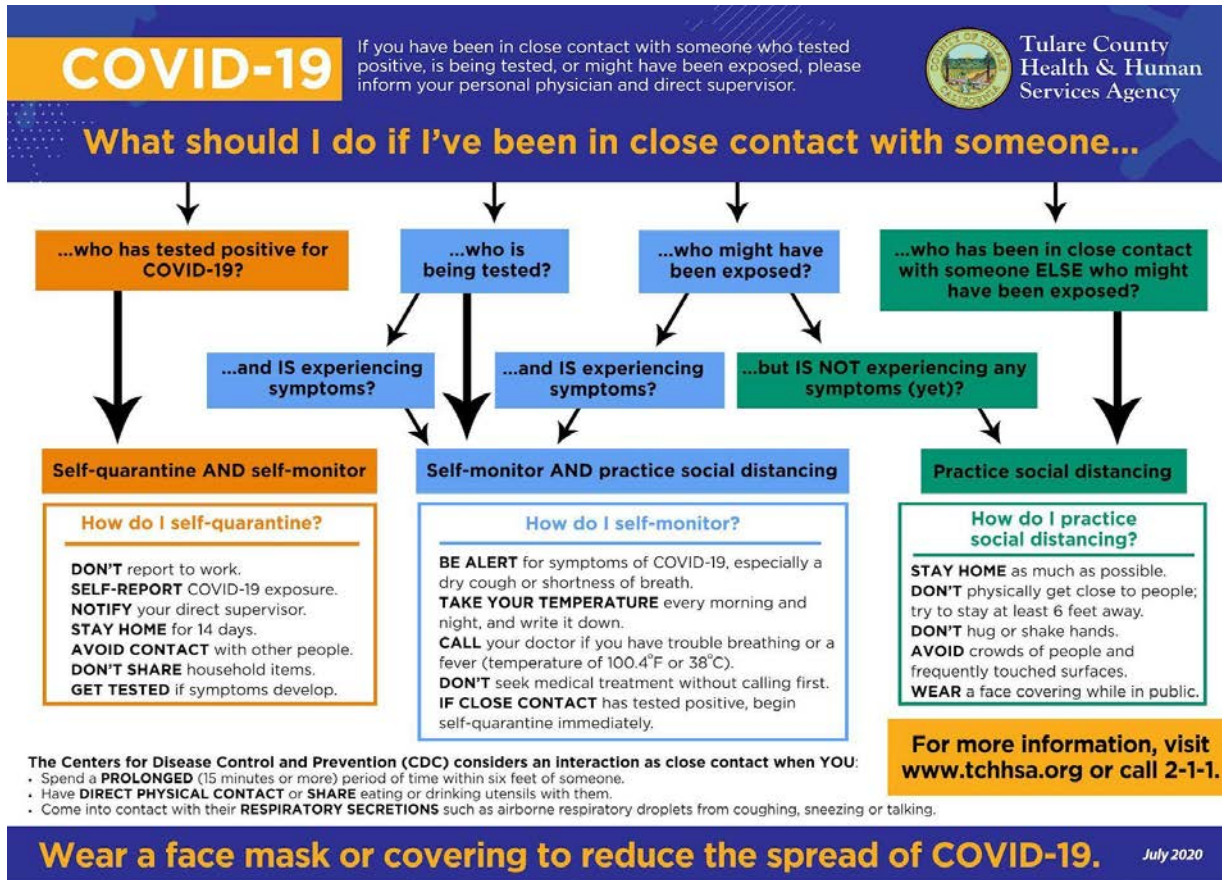 COVID-19
If you have been in close contact with someone who tested
positive, is being tested, or might have been exposed, please
inform your personal physician and direct supervisor.
COUNTY OF TULARE
CALIFORNIA
Tulare County
Health & Human
Services Agency
What should I do if I've been in close contact with someone...
...who has tested positive for
COVID-19?
...who is
being tested?
...who might have
been exposed?
...who has been in close contact
with someone ELSE who might
have been exposed?
...and IS experiencing
symptoms?
...and IS experiencing
symptoms?
...but IS NOT experiencing any
symptoms (yet)?
Self-quarantine AND self-monitor
How do I self-quarantine?
DON'T report to work.
SELF-REPORT COVID-19 exposure.
NOTIFY your direct supervisor.
STAY HOME for 14 days.
AVOID CONTACT with other people.
DON'T SHARE household items.
GET TESTED if symptoms develop.
Self-monitor AND practice social distancing
How do I self-monitor?
BE ALERT for symptoms of COVID-19, especially a
dry cough or shortness of breath.
TAKE YOUR TEMPERATURE every morning and
night, and write it down.
CALL your doctor if you have trouble breathing or a
fever (temperature of 100.4°F or 38°C).
DON'T seek medical treatment without calling first.
IF CLOSE CONTACT has tested positive, begin
self-quarantine immediately.
Practice social distancing
How do I practice
social distancing?
STAY HOME as much as possible.
DON'T physically get close to people;
try to stay at least 6 feet away.
DON'T hug or shake hands.
AVOID crowds of people and
frequently touched surfaces.
WEAR a face covering while in public.
The Centers for Disease Control and Prevention (CDC) considers an interaction as close contact when YOU:
• Spend a PROLONGED (15 minutes or more) period of time within six feet of someone.
• Have DIRECT PHYSICAL CONTACT or SHARE eating or drinking utensils with them.
• Come into contact with their RESPIRATORY SECRETIONS such as airborne respiratory droplets from coughing, sneezing or talking.
For more information, visit
www.tchhsa.org or call 2-1-1.
Wear a face mask or covering to reduce the spread of COVID-19.
July 2020